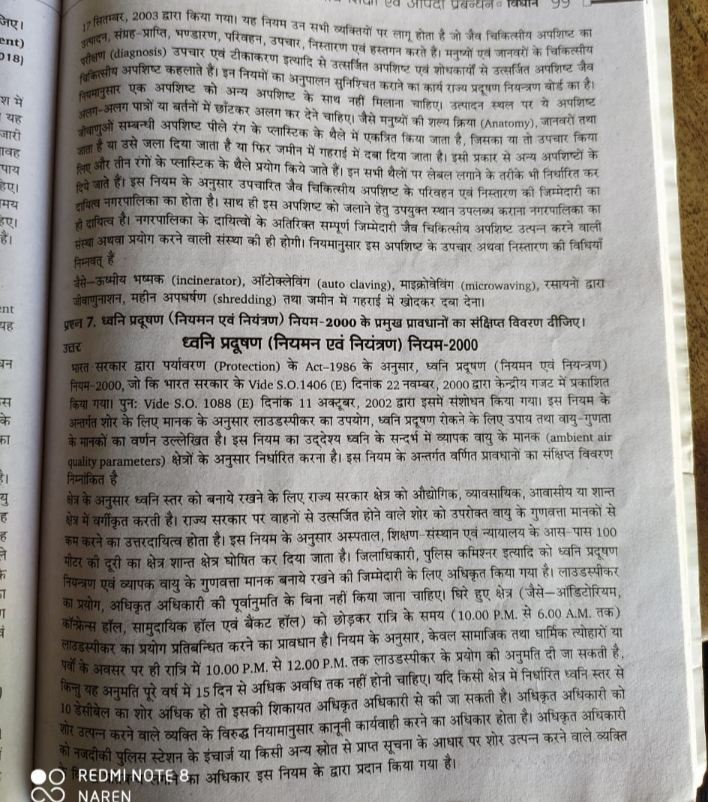 शिक्षा एवं आपदा प्रबन्धन • विधान 99
17 सितम्बर, 2003 द्वारा किया गया। यह नियम उन सभी व्यक्तियों पर लागू होता है जो जैव चिकित्सीय अपशिष्ट का
उत्पादन, संग्रह-प्राप्ति, भण्डारण, परिवहन, उपचार, निस्तारण एवं हस्तगन करते हैं। मनुष्यों एवं जानवरों के चिकित्सीय
परीक्षण (diagnosis) उपचार एवं टीकाकरण इत्यादि से उत्सर्जित अपशिष्ट एवं शोधकार्यों से उत्सर्जित अपशिष्ट जैव
चिकित्सीय अपशिष्ट कहलाते हैं। इन नियमों का अनुपालन सुनिश्चित कराने का कार्य राज्य प्रदूषण नियन्त्रण बोर्ड का है।
नियमानुसार एक अपशिष्ट को अन्य अपशिष्ट के साथ नहीं मिलाना चाहिए। उत्पादन स्थल पर ये अपशिष्ट
अलग-अलग पात्रों या बर्तनों में छाँटकर अलग कर देने चाहिए। जैसे मनुष्यों की शल्य क्रिया (Anatomy), जानवरों तथा
जीवाणुओं सम्बन्धी अपशिष्ट पीले रंग के प्लास्टिक के थैले में एकत्रित किया जाता है, जिसका या तो उपचार किया
जाता है या उसे जला दिया जाता है या फिर जमीन में गहराई में दबा दिया जाता है। इसी प्रकार से अन्य अपशिष्टों के
लिए और तीन रंगों के प्लास्टिक के थैले प्रयोग किये जाते हैं। इन सभी थैलों पर लेबल लगाने के तरीके भी निर्धारित कर
दिये जाते हैं। इस नियम के अनुसार उपचारित जैव चिकित्सीय अपशिष्ट के परिवहन एवं निस्तारण की जिम्मेदारी का
दायित्व नगरपालिका का होता है। साथ ही इस अपशिष्ट को जलाने हेतु उपयुक्त स्थान उपलब्ध कराना नगरपालिका का
ही दायित्व है। नगरपालिका के दायित्वों के अतिरिक्त सम्पूर्ण जिम्मेदारी जैव चिकित्सीय अपशिष्ट उत्पन्न करने वाली
संस्था अथवा प्रयोग करने वाली संस्था की ही होगी। नियमानुसार इस अपशिष्ट के उपचार अथवा निस्तारण की विधियाँ
निम्नवत् हैं
जैसे—ऊष्मीय भष्मक (incinerator), ऑटोक्लेविंग (auto claving), माइक्रोवेविंग (microwaving), रसायनों द्वारा
जीवाणुनाशन, महीन अपघर्षण (shredding) तथा जमीन में गहराई में खोदकर दबा देना।
प्रश्न 7. ध्वनि प्रदूषण (नियमन एवं नियंत्रण) नियम-2000 के प्रमुख प्रावधानों का संक्षिप्त विवरण दीजिए।
उत्तर ध्वनि प्रदूषण (नियमन एवं नियंत्रण) नियम-2000
भारत सरकार द्वारा पर्यावरण (Protection) के Act-1986 के अनुसार, ध्वनि प्रदूषण (नियमन एवं नियन्त्रण)
नियम-2000, जो कि भारत सरकार के Vide S.O.1406 (E) दिनांक 22 नवम्बर, 2000 द्वारा केन्द्रीय गजट में प्रकाशित
किया गया। पुन: Vide S.O. 1088 (E) दिनांक 11 अक्टूबर, 2002 द्वारा इसमें संशोधन किया गया। इस नियम के
अन्तर्गत शोर के लिए मानक के अनुसार लाउडस्पीकर का उपयोग, ध्वनि प्रदूषण रोकने के लिए उपाय तथा वायु-गुणता
के मानकों का वर्णन उल्लेखित है। इस नियम का उद्देश्य ध्वनि के सन्दर्भ में व्यापक वायु के मानक (ambient air
quality parameters) क्षेत्रों के अनुसार निर्धारित करना है। इस नियम के अन्तर्गत वर्णित प्रावधानों का संक्षिप्त विवरण
निम्नांकित है
क्षेत्र के अनुसार ध्वनि स्तर को बनाये रखने के लिए राज्य सरकार क्षेत्र को औद्योगिक, व्यावसायिक, आवासीय या शान्त
क्षेत्र में वर्गीकृत करती है। राज्य सरकार पर वाहनों से उत्सर्जित होने वाले शोर को उपरोक्त वायु के गुणवत्ता मानकों से
कम करने का उत्तरदायित्व होता है। इस नियम के अनुसार अस्पताल, शिक्षण-संस्थान एवं न्यायालय के आस-पास 100
मीटर की दूरी का क्षेत्र शान्त क्षेत्र घोषित कर दिया जाता है। जिलाधिकारी, पुलिस कमिश्नर इत्यादि को ध्वनि प्रदूषण
नियन्त्रण एवं व्यापक वायु के गुणवत्ता मानक बनाये रखने की जिम्मेदारी के लिए अधिकृत किया गया है। लाउडस्पीकर
का प्रयोग, अधिकृत अधिकारी की पूर्वानुमति के बिना नहीं किया जाना चाहिए। घिरे हुए क्षेत्र (जैसे—ऑडिटोरियम,
कॉन्फ्रेन्स हॉल, सामुदायिक हॉल एवं बैंकट हॉल) को छोड़कर रात्रि के समय (10.00 P.M. से 6.00 A.M. तक)
लाउडस्पीकर का प्रयोग प्रतिबन्धित करने का प्रावधान है। नियम के अनुसार, केवल सामाजिक तथा धार्मिक त्योहारों या
पर्वों के अवसर पर ही रात्रि में 10.00 P.M. से 12.00 P.M. तक लाउडस्पीकर के प्रयोग की अनुमति दी जा सकती है,
किन्तु यह अनुमति पूरे वर्ष में 15 दिन से अधिक अवधि तक नहीं होनी चाहिए। यदि किसी क्षेत्र में निर्धारित ध्वनि स्तर से
10 डेसीबेल का शोर अधिक हो तो इसकी शिकायत अधिकृत अधिकारी से की जा सकती है। अधिकृत अधिकारी को
शोर उत्पन्न करने वाले व्यक्ति के विरुद्ध नियामानुसार कानूनी कार्यवाही करने का अधिकार होता है। अधिकृत अधिकारी
को नजदीकी पुलिस स्टेशन के इंचार्ज या किसी अन्य स्रोत से प्राप्त सूचना के आधार पर शोर उत्पन्न करने वाले व्यक्ति
का अधिकार इस नियम के द्वारा प्रदान किया गया है।
REDMI NOTE 8
NAREN